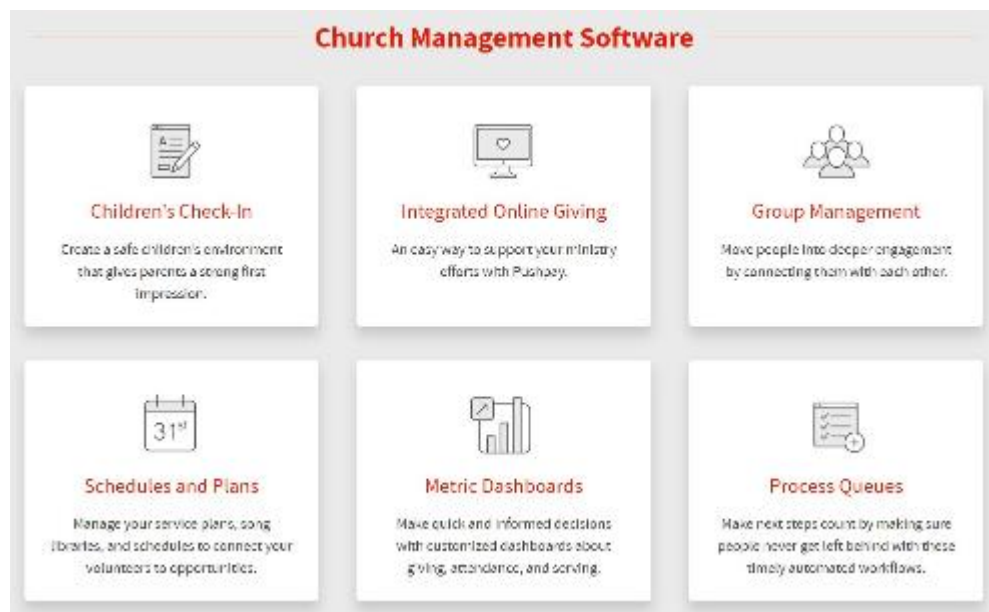 Church Management Software
Children's Check-In
Create a safe children's environment
that gives parents a strong first
impression.
Integrated Online Giving
An easy way to support your ministry
efforts with Pushpay.
Group Management
Move people into deeper engagement
by connecting them with each other.
31st
Schedules and Plans
Manage your service plans, song
libraries, and schedules to connect your
volunteers to opportunities.
Metric Dashboards
Make quick and informed decisions
with customized dashboards about
giving, attendance, and serving.
Process Queues
Make next steps count by making sure
people never get left behind with these
timely automated workflows.